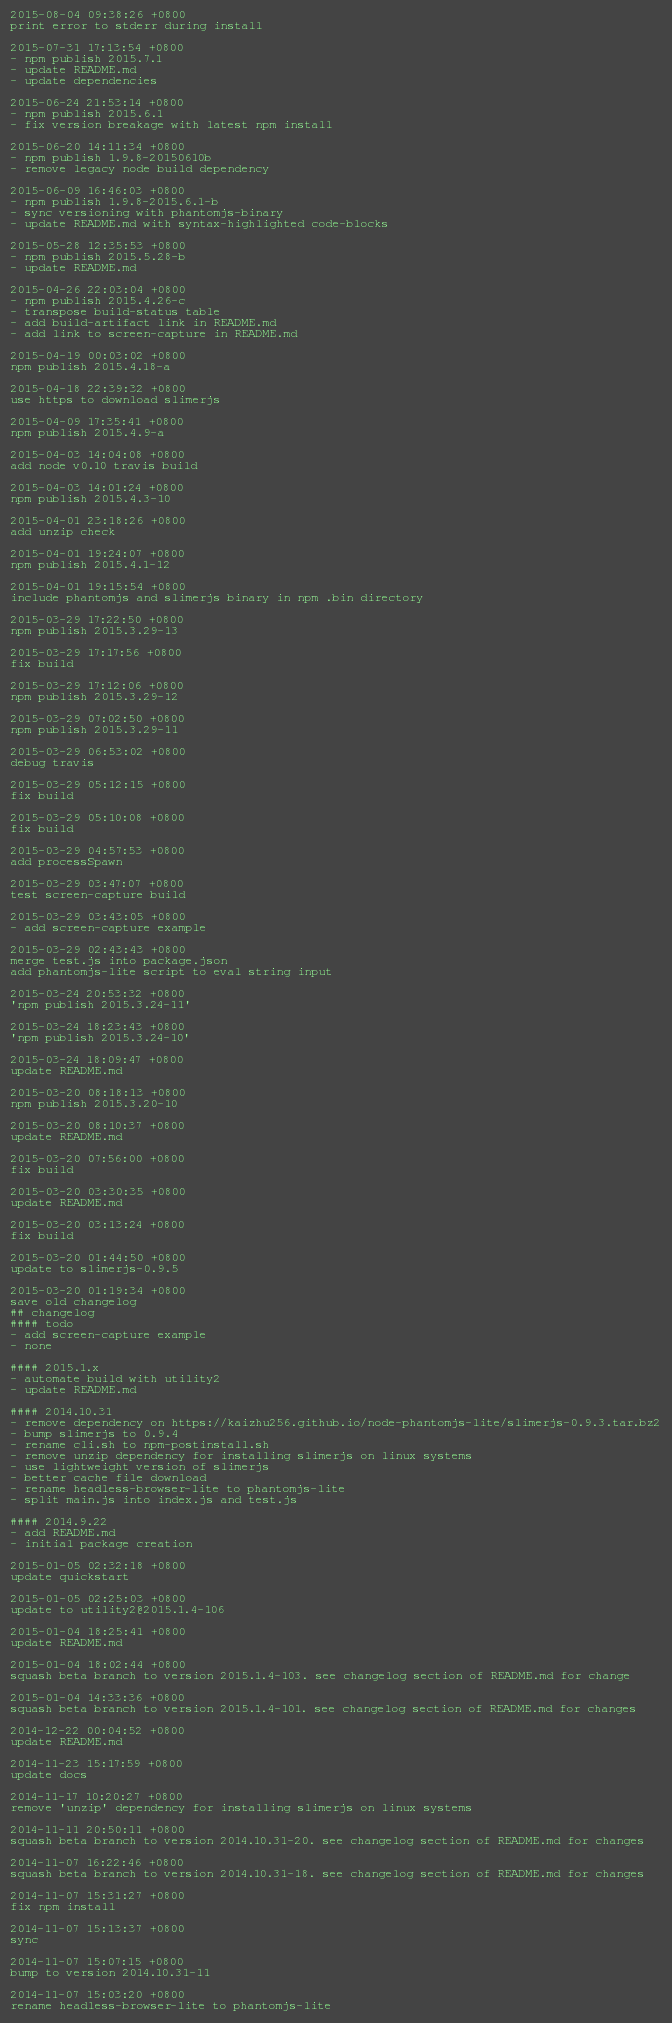 2015-08-04 09:38:26 +0800
print error to stderr during install
2015-07-31 17:13:54 +0800
- npm publish 2015.7.1
- update README.md
- update dependencies
2015-06-24 21:53:14 +0800
- npm publish 2015.6.1
- fix version breakage with latest npm install
2015-06-20 14:11:34 +0800
- npm publish 1.9.8-20150610b
- remove legacy node build dependency
2015-06-09 16:46:03 +0800
- npm publish 1.9.8-2015.6.1-b
- sync versioning with phantomjs-binary
- update README.md with syntax-highlighted code-blocks
2015-05-28 12:35:53 +0800
- npm publish 2015.5.28-b
- update README.md
2015-04-26 22:03:04 +0800
- npm publish 2015.4.26-c
- transpose build-status table
- add build-artifact link in README.md
- add link to screen-capture in README.md
2015-04-19 00:03:02 +0800
npm publish 2015.4.18-a
2015-04-18 22:39:32 +0800
use https to download slimerjs
2015-04-09 17:35:41 +0800
npm publish 2015.4.9-a
2015-04-03 14:04:08 +0800
add node v0.10 travis build
2015-04-03 14:01:24 +0800
npm publish 2015.4.3-10
2015-04-01 23:18:26 +0800
add unzip check
2015-04-01 19:24:07 +0800
npm publish 2015.4.1-12
2015-04-01 19:15:54 +0800
include phantomjs and slimerjs binary in npm .bin directory
2015-03-29 17:22:50 +0800
npm publish 2015.3.29-13
2015-03-29 17:17:56 +0800
fix build
2015-03-29 17:12:06 +0800
npm publish 2015.3.29-12
2015-03-29 07:02:50 +0800
npm publish 2015.3.29-11
2015-03-29 06:53:02 +0800
debug travis
2015-03-29 05:12:15 +0800
fix build
2015-03-29 05:10:08 +0800
fix build
2015-03-29 04:57:53 +0800
add processSpawn
2015-03-29 03:47:07 +0800
test screen-capture build
2015-03-29 03:43:05 +0800
- add screen-capture example
2015-03-29 02:43:43 +0800
merge test.js into package.json
add phantomjs-lite script to eval string input
2015-03-24 20:53:32 +0800
'npm publish 2015.3.24-11'
2015-03-24 18:23:43 +0800
'npm publish 2015.3.24-10'
2015-03-24 18:09:47 +0800
update README.md
2015-03-20 08:18:13 +0800
npm publish 2015.3.20-10
2015-03-20 08:10:37 +0800
update README.md
2015-03-20 07:56:00 +0800
fix build
2015-03-20 03:30:35 +0800
update README.md
2015-03-20 03:13:24 +0800
fix build
2015-03-20 01:44:50 +0800
update to slimerjs-0.9.5
2015-03-20 01:19:34 +0800
save old changelog
## changelog
#### todo
- add screen-capture example
- none
#### 2015.1.x
- automate build with utility2
- update README.md
#### 2014.10.31
- remove dependency on https://kaizhu256.github.io/node-phantomjs-lite/slimerjs-0.9.3.tar.bz2
- bump slimerjs to 0.9.4
- rename cli.sh to npm-postinstall.sh
- remove unzip dependency for installing slimerjs on linux systems
- use lightweight version of slimerjs
- better cache file download
- rename headless-browser-lite to phantomjs-lite
- split main.js into index.js and test.js
#### 2014.9.22
- add README.md
- initial package creation
2015-01-05 02:32:18 +0800
update quickstart
2015-01-05 02:25:03 +0800
update to utility2@2015.1.4-106
2015-01-04 18:25:41 +0800
update README.md
2015-01-04 18:02:44 +0800
squash beta branch to version 2015.1.4-103. see changelog section of README.md for change
2015-01-04 14:33:36 +0800
squash beta branch to version 2015.1.4-101. see changelog section of README.md for changes
2014-12-22 00:04:52 +0800
update README.md
2014-11-23 15:17:59 +0800
update docs
2014-11-17 10:20:27 +0800
remove 'unzip' dependency for installing slimerjs on linux systems
2014-11-11 20:50:11 +0800
squash beta branch to version 2014.10.31-20. see changelog section of README.md for changes
2014-11-07 16:22:46 +0800
squash beta branch to version 2014.10.31-18. see changelog section of README.md for changes
2014-11-07 15:31:27 +0800
fix npm install
2014-11-07 15:13:37 +0800
sync
2014-11-07 15:07:15 +0800
bump to version 2014.10.31-11
2014-11-07 15:03:20 +0800
rename headless-browser-lite to phantomjs-lite